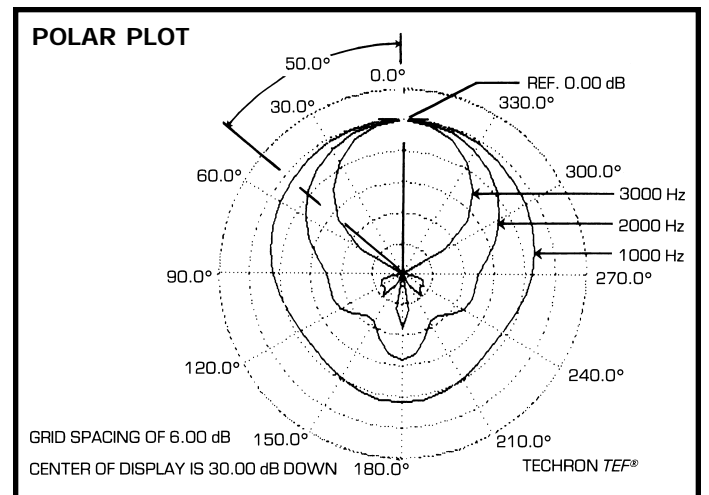 POLAR PLOT
50.0°
0.0°
REF. 0.00 dB
30.0°
330.0°
60.0°
300.0°
3000 Hz
2000 Hz
1000 Hz
90.0°
270.0°
120.0°
240.0°
GRID SPACING OF 6.00 dB
150.0°
210.0°
CENTER OF DISPLAY IS 30.00 dB DOWN
180.0°
TECHRON TEF®